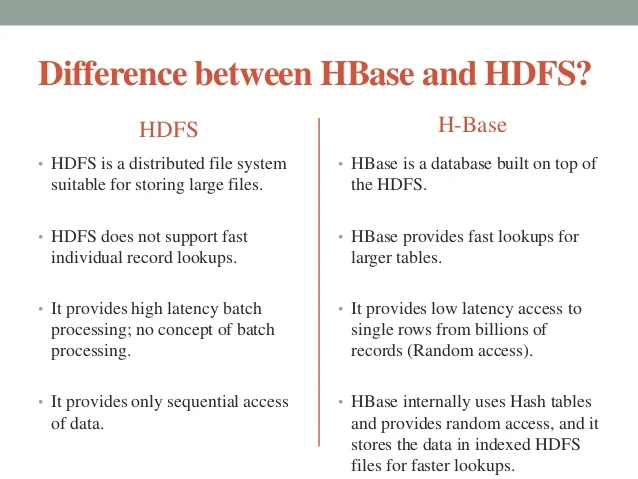 Difference between HBase and HDFS?
HDFS
• HDFS is a distributed file system
suitable for storing large files.
• HDFS does not support fast
individual record lookups.
• It provides high latency batch
processing; no concept of batch
processing.
• It provides only sequential access
of data.
H-Base
• HBase is a database built on top of
the HDFS.
• HBase provides fast lookups for
larger tables.
• It provides low latency access to
single rows from billions of
records (Random access).
• HBase internally uses Hash tables
and provides random access, and it
stores the data in indexed HDFS
files for faster lookups.